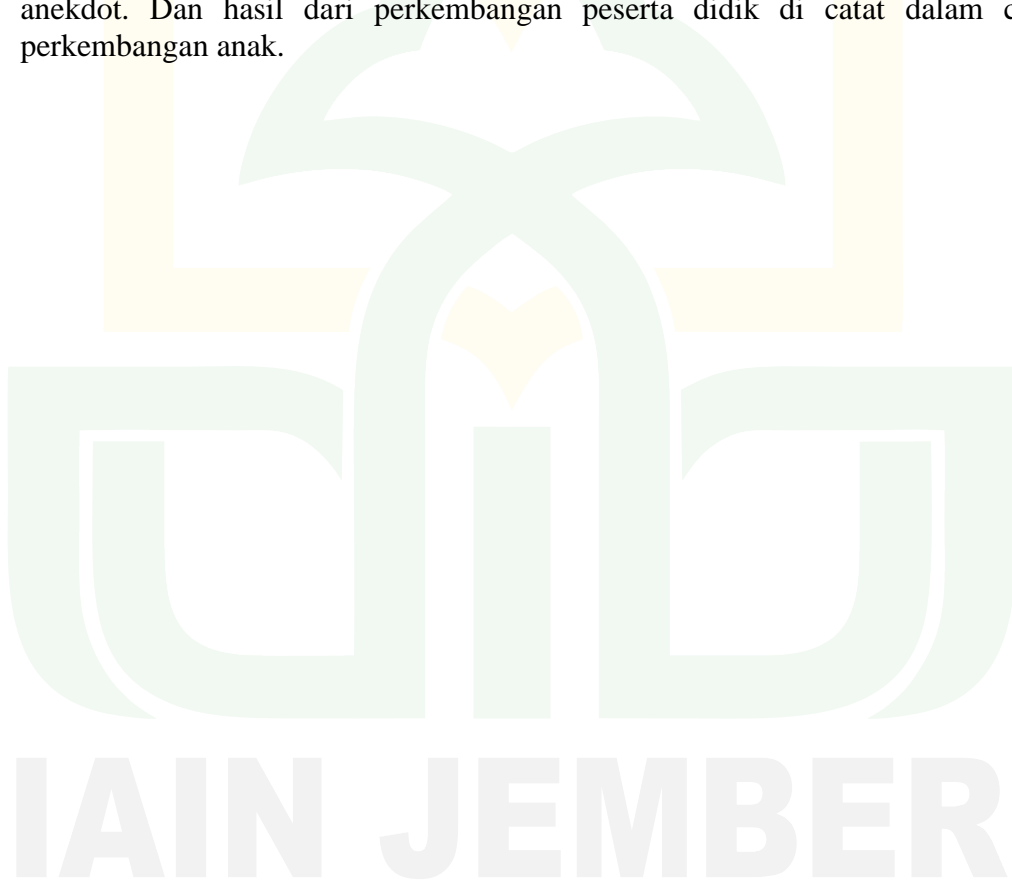 anekdot. Dan hasil dari perkembangan peserta didik di catat dalam
perkembangan anak.
IAIN JEMBER